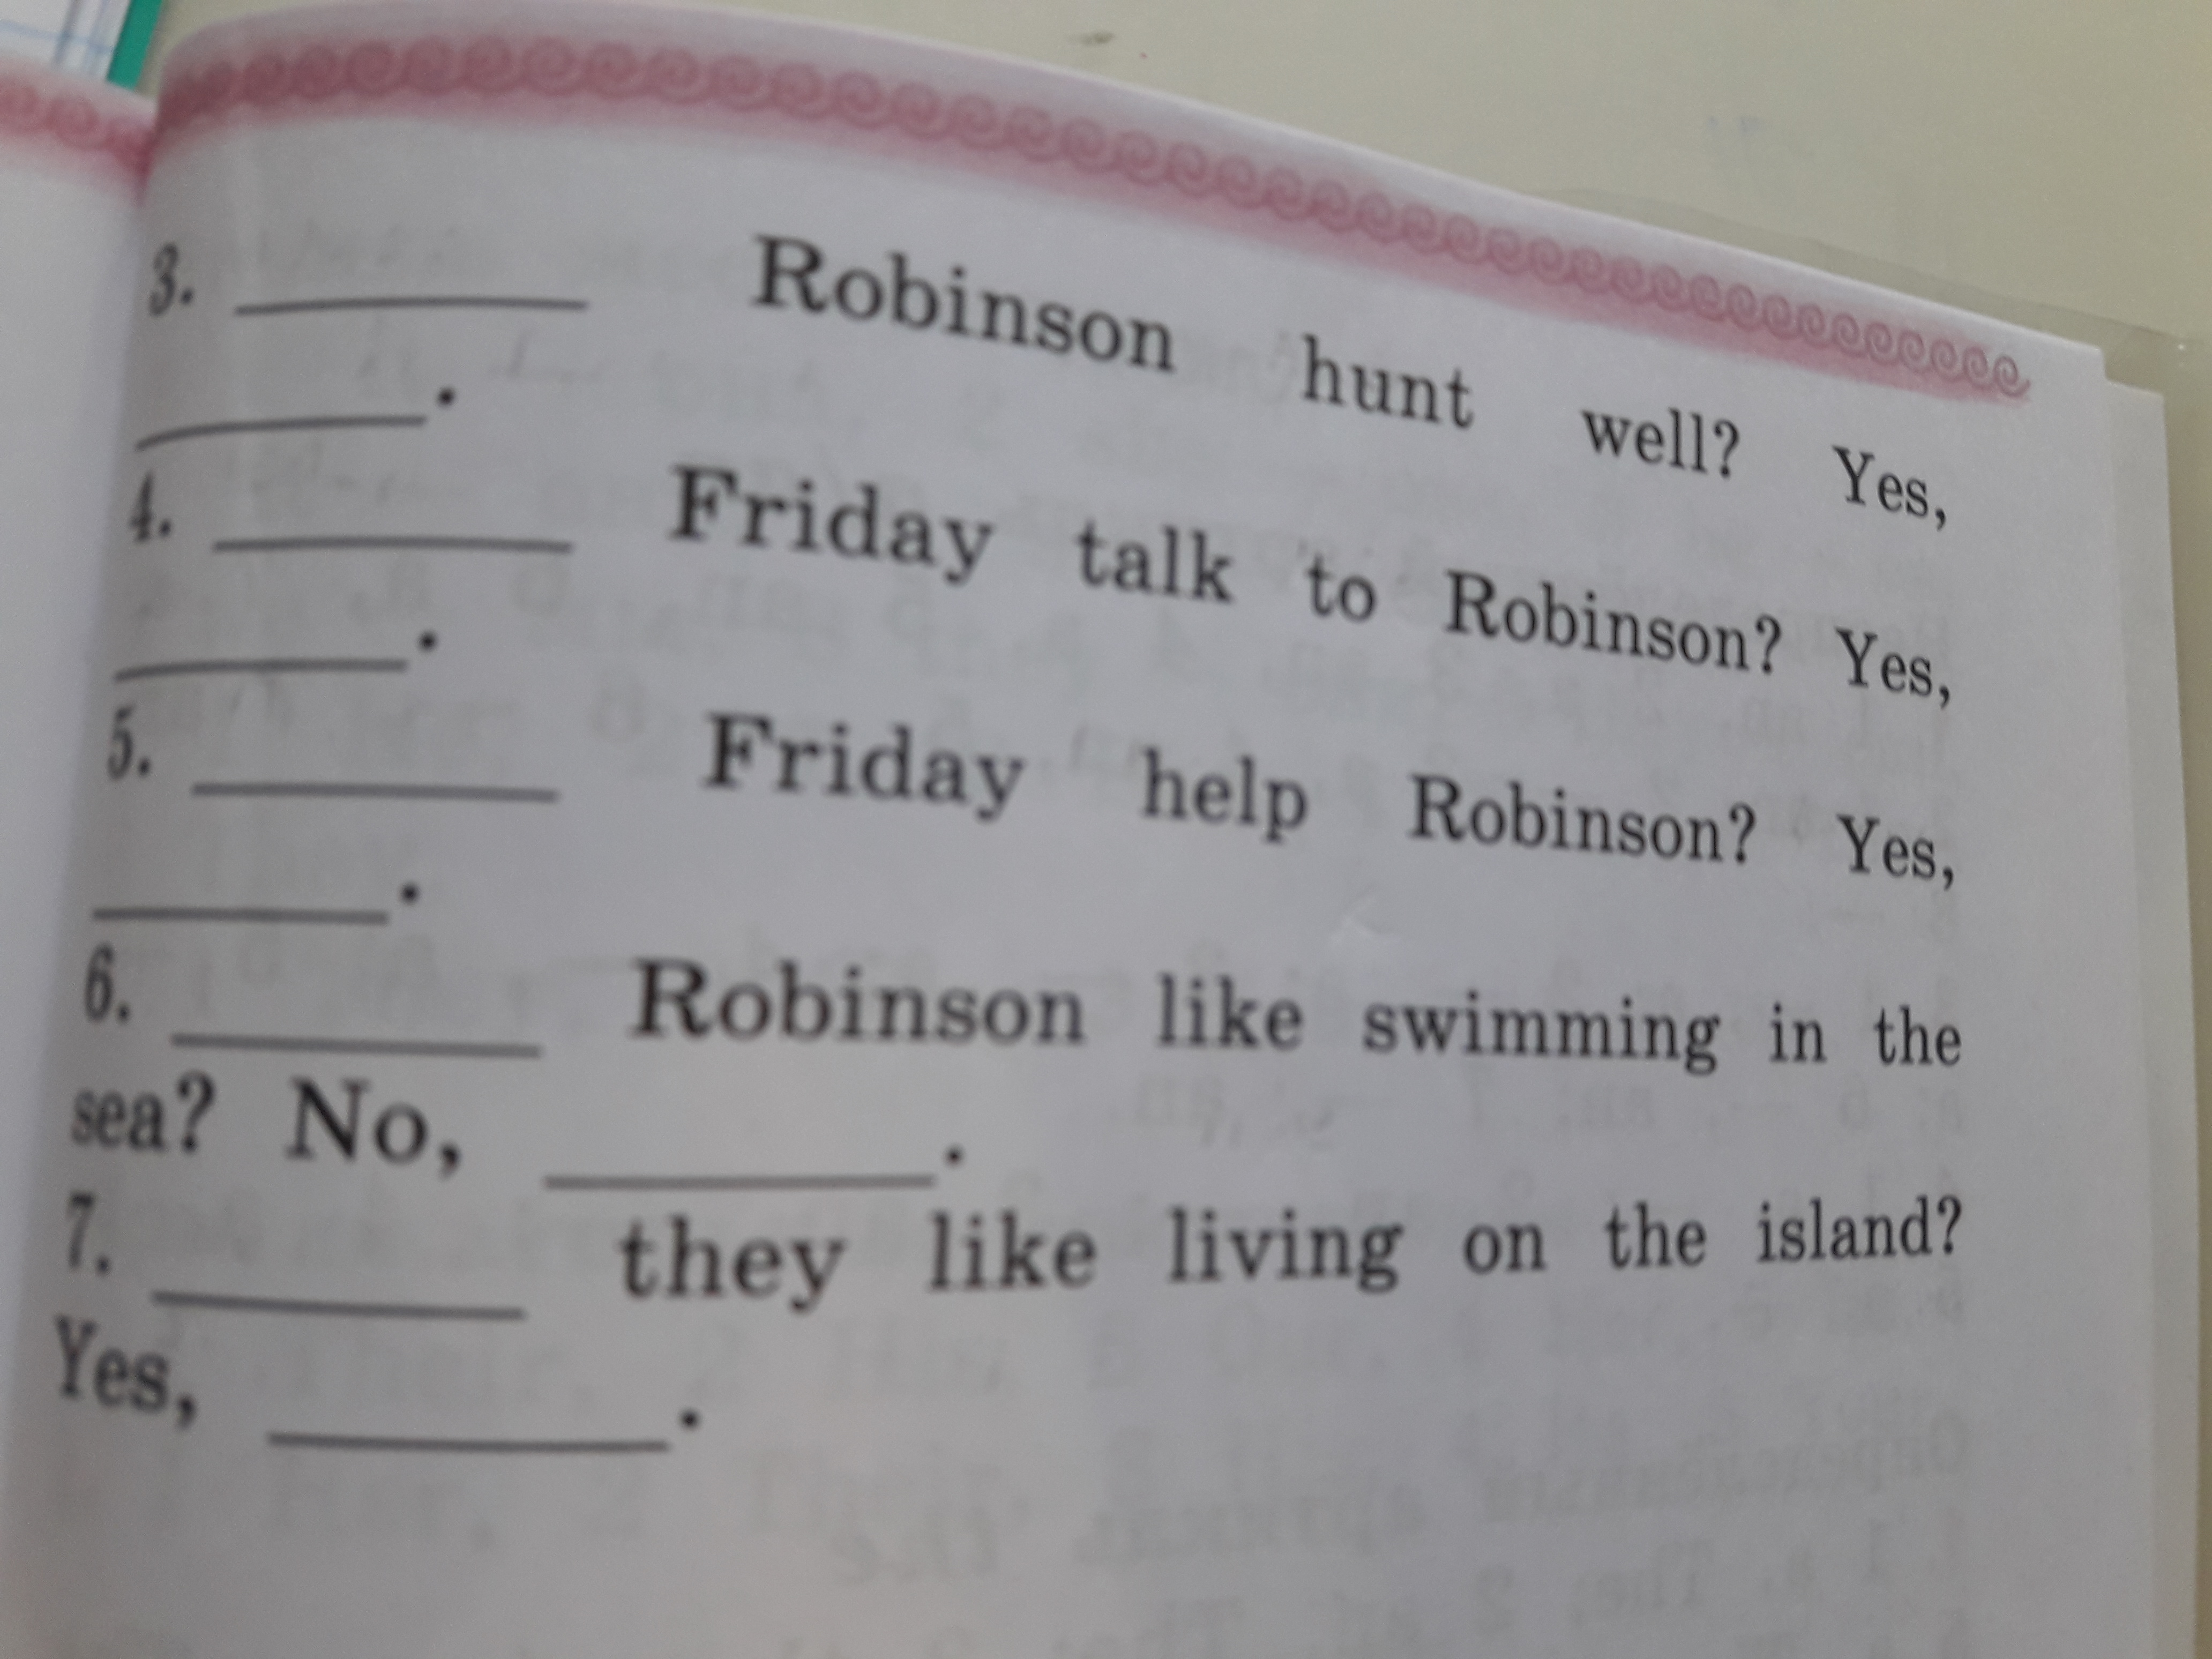 3. ________ Robinson hunt well? Yes,
________.
4. ________ Friday talk to Robinson? Yes,
________.
5. ________ Friday help Robinson? Yes,
________.
6. ________ Robinson like swimming in the
sea? No, ________.
7. ________ they like living on the island?
Yes, ________.